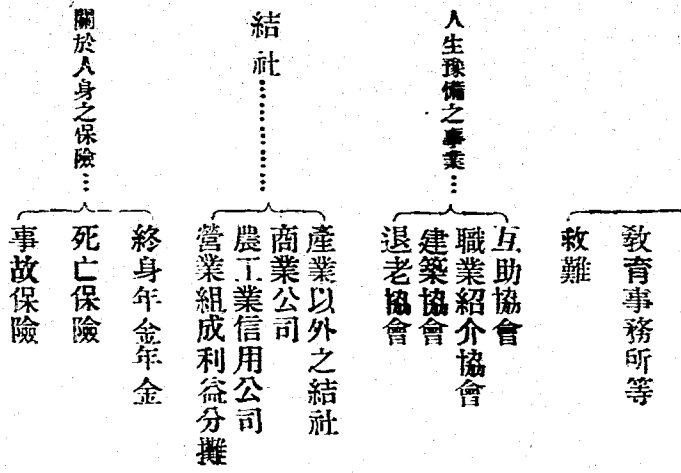 教育事務所等
救難
人生豫備之事業…
互助協會
職業紹介協會
建築協會
退老協會
結社…………
產業以外之結社
商業公司
農工業信用公司
營業組成利益分攤
關於人身之保險…
終身年金年金
死亡保險
事故保險